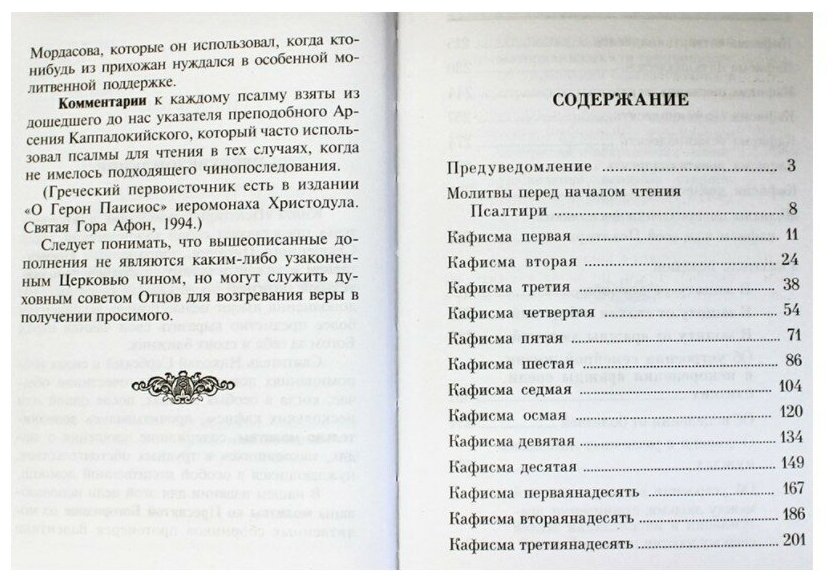 Мордасова, которые он использовал, когда кто-
нибудь из прихожан нуждался в особенной мо-
литвенной поддержке.
Комментарии к каждому псалму взяты из
дошедшего до нас указателя преподобного Ар-
сения Каппадокийского, который часто исполь-
зовал псалмы для чтения в тех случаях, когда
не имелось подходящего чинопоследования.
(Греческий первоисточник есть в издании
«О Герон Паисиос» иеромонаха Христодула.
Святая Гора Афон, 1994.)
Следует понимать, что вышеописанные до-
полнения не являются каким-либо узаконен-
ным Церковью чином, но могут служить ду-
ховным советом Отцов для возгревания веры в
получении просимого.
СОДЕРЖАНИЕ
Предуведомление 3
Молитвы перед началом чтения
Псалтири 8
Кафисма первая 11
Кафисма вторая 24
Кафисма третия 38
Кафисма четвертая 54
Кафисма пятая 71
Кафисма шестая 86
Кафисма седмая 104
Кафисма осмая 120
Кафисма девятая 134
Кафисма десятая 149
Кафисма перваянадесять 167
Кафисма втораянадесять 186
Кафисма третиянадесять 201